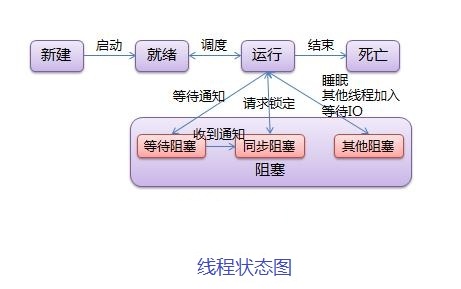 新建
启动
就绪
调度
运行
结束
死亡
等待通知
请求锁定
睡眠
其他线程加入
等待IO
收到通知
等待阻塞
同步阻塞
其他阻塞
阻塞
线程状态图